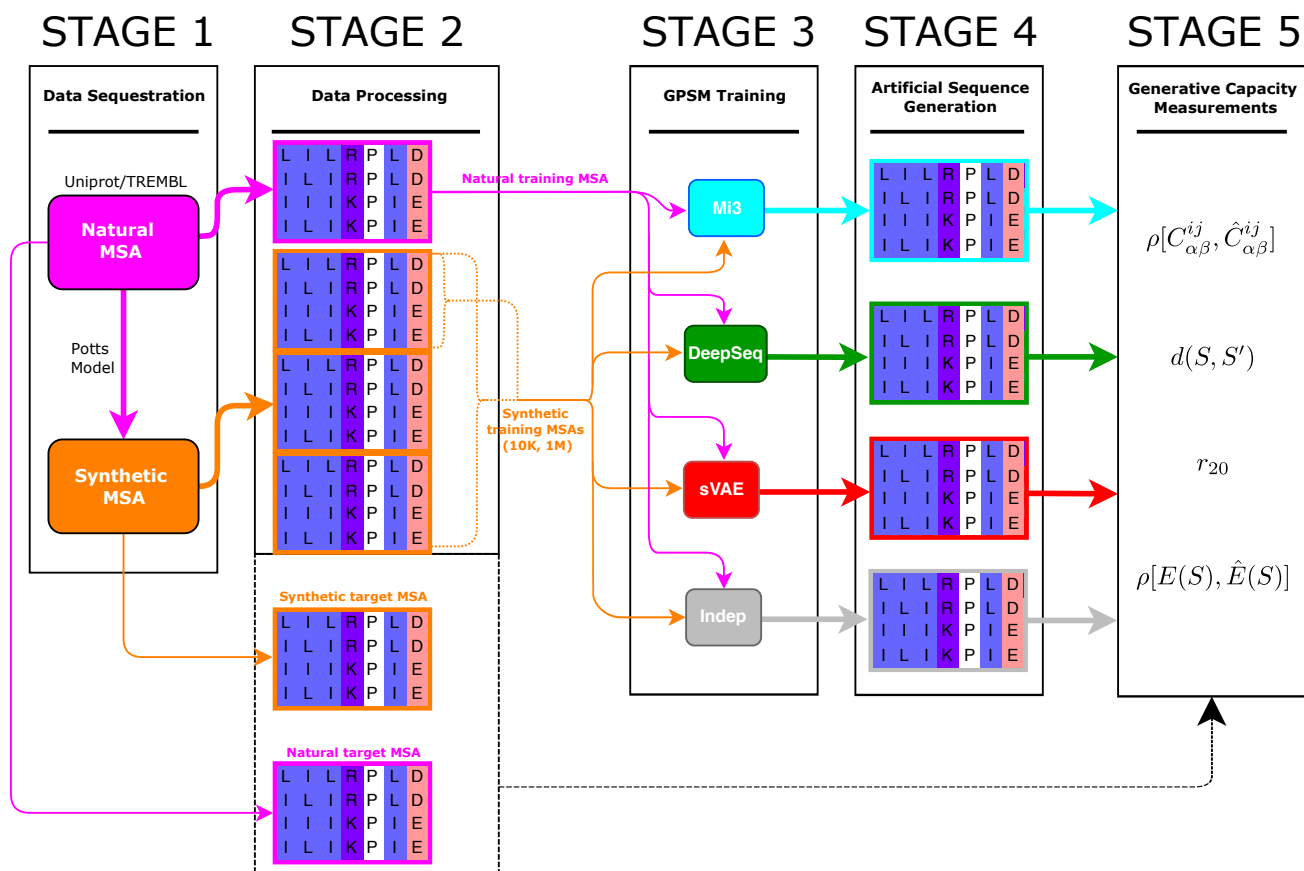 STAGE 1
STAGE 2
STAGE 3
STAGE 4
STAGE 5
Data Sequestration
Uniprot/TREMBL
Natural
MSA
Potts
Model
Synthetic
MSA
Data Processing
L I L R P L D
I L I R P L D
I I I K P I E
I L I K P I E
L I L R P L D
I L I R P L D
I I I K P I E
I L I K P I E
L I L R P L D
I L I R P L D
I I I K P I E
I L I K P I E
L I L R P L D
I L I R P L D
I I I K P I E
I L I K P I E
Synthetic target MSA
L I L R P L D
I L I R P L D
I I I K P I E
I L I K P I E
Natural target MSA
L I L R P L D
I L I R P L D
I I I K P I E
I L I K P I E
Natural training MSA
Synthetic
training MSAs
(10K, 1M)
GPSM Training
Mi3
DeepSeq
sVAE
Indep
Artificial Sequence
Generation
L I L R P L D
I L I R P L D
I I I K P I E
I L I K P I E
L I L R P L D
I L I R P L D
I I I K P I E
I L I K P I E
L I L R P L D
I L I R P L D
I I I K P I E
I L I K P I E
L I L R P L D
I L I R P L D
I I I K P I E
I L I K P I E
Generative Capacity
Measurements
ρ[C^{ij}_{αβ}, Ĉ^{ij}_{αβ}]
d(S, S′)
r₂₀
ρ[E(S), Ê(S)]